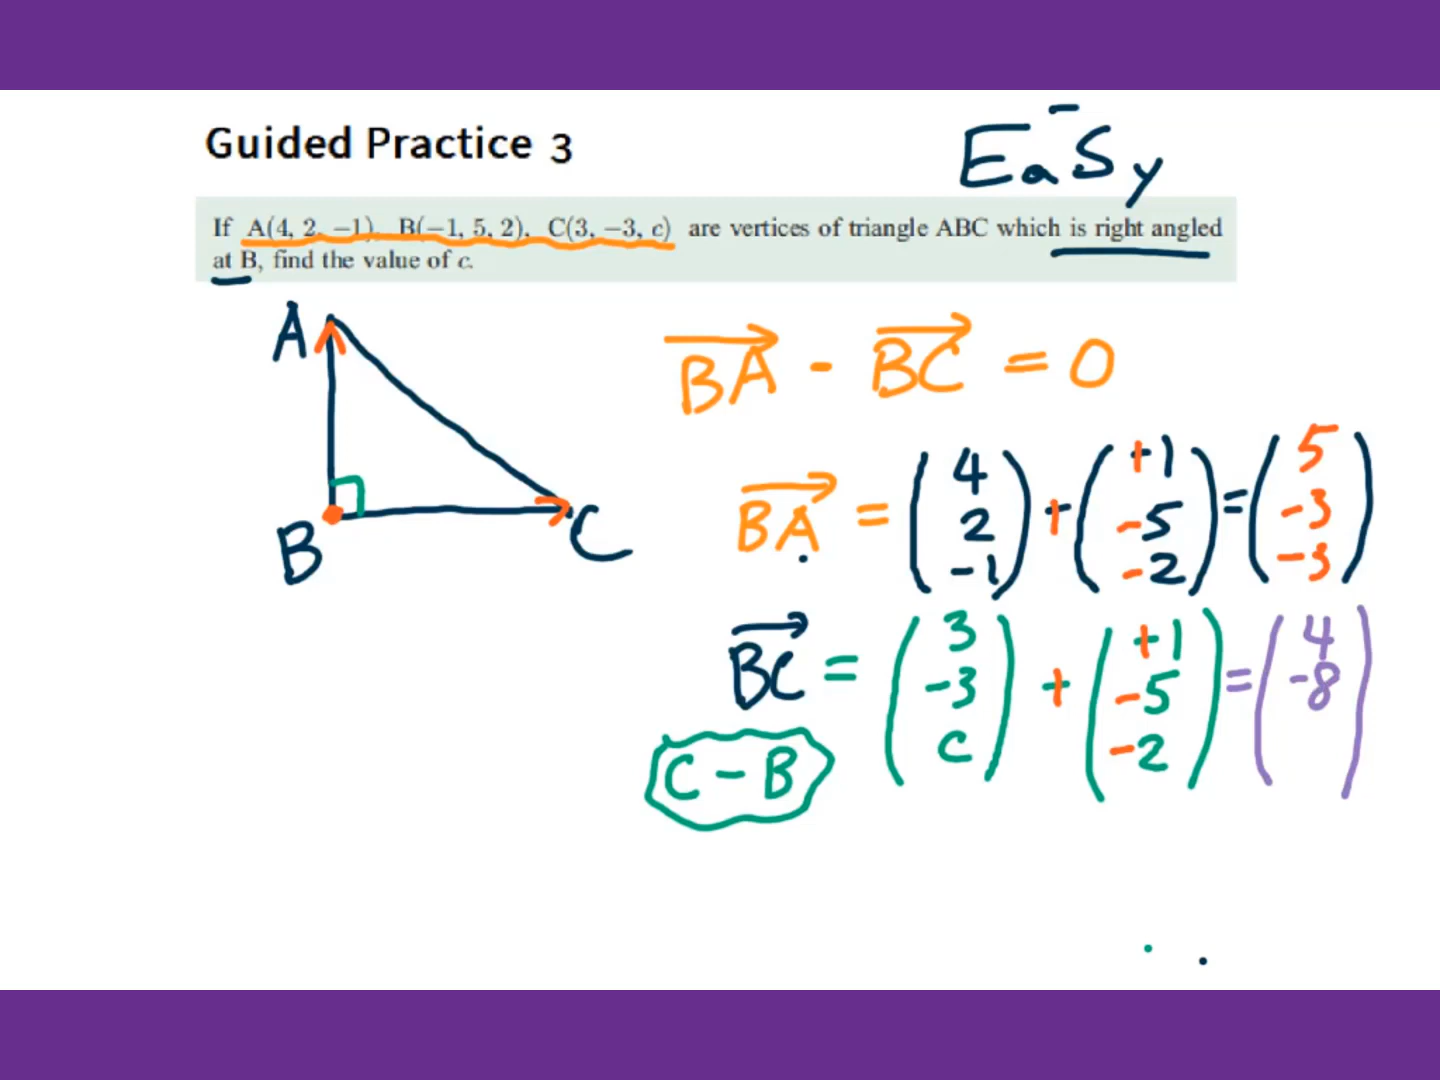 Guided Practice 3
EaSy
If A(4, 2, −1), B(−1, 5, 2), C(3, −3, c) are vertices of triangle ABC which is right angled
at B, find the value of c.
A
B
C
BA - BC = 0
BA = (4 2 -1) + (+1 -5 -2) = (5 -3 -3)
BC = (3 -3 c) + (+1 -5 -2) = (4 -8
C - B